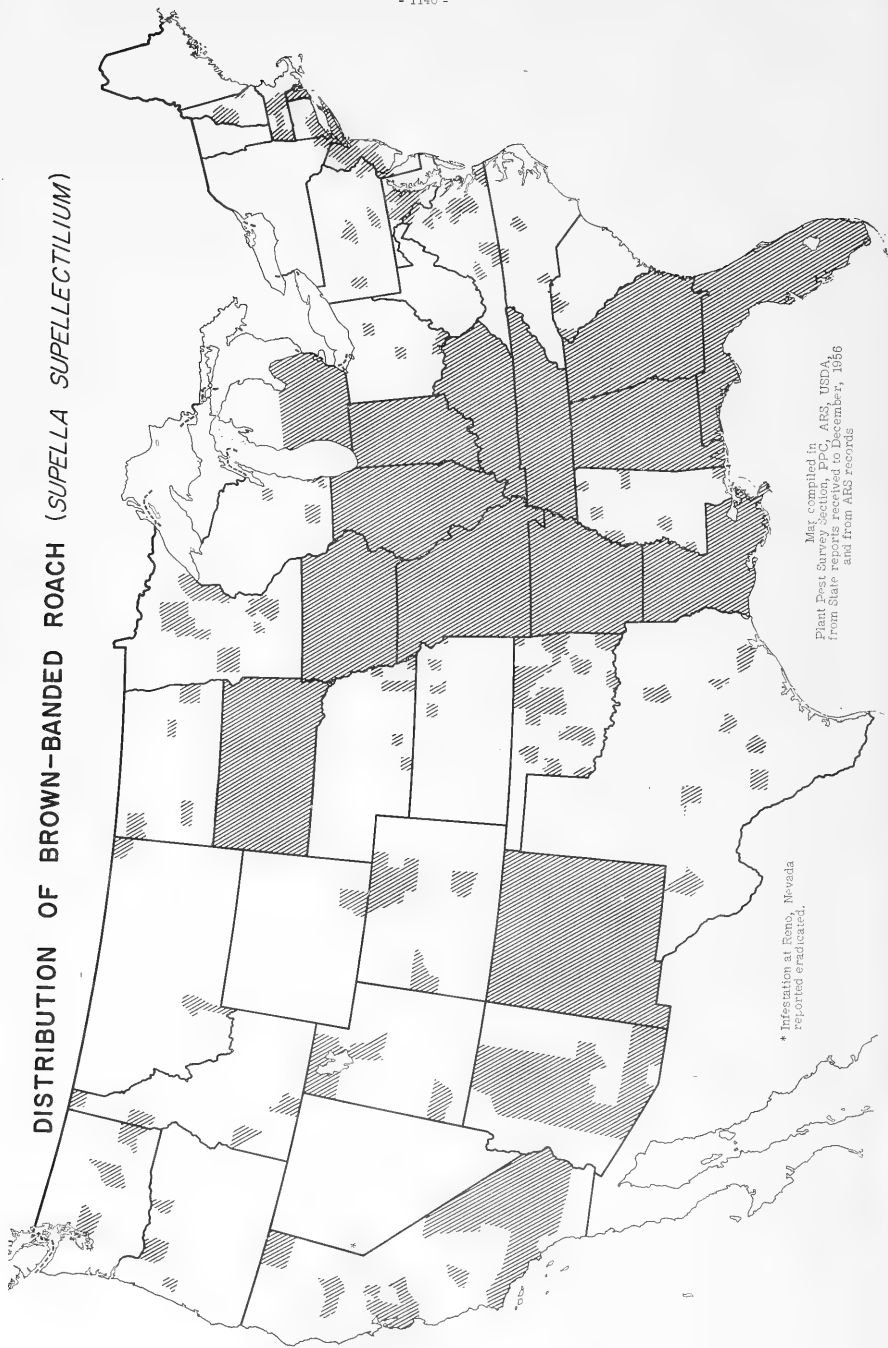 - 1140 -
DISTRIBUTION OF BROWN-BANDED ROACH (SUPELLA SUPELLECTILIUM)
* Infestation at Reno, Nevada
reported eradicated.
Map compiled in
Plant Pest Survey Section, PPC, ARS, USDA,
from State reports received to December, 1956
and from ARS records
*